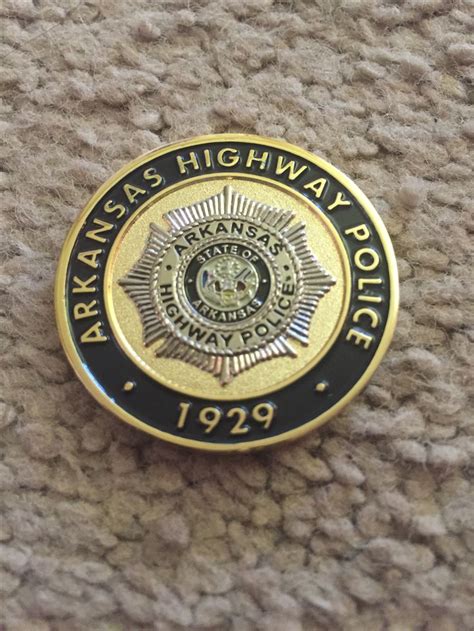 ARKANSAS HIGHWAY POLICE
· 1929 ·
· ARKANSAS ·
HIGHWAY POLICE
STATE OF
ARKANSAS